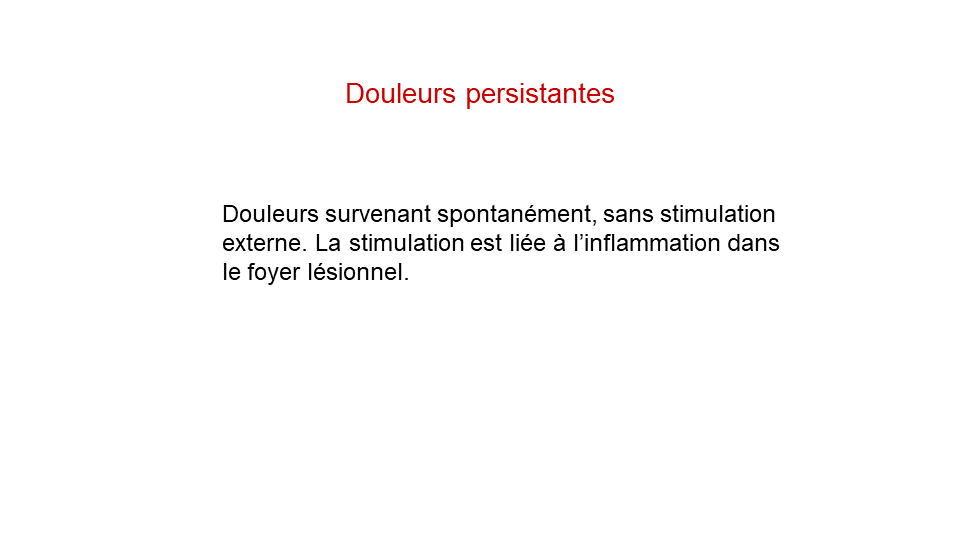 Douleurs persistantes
Douleurs survenant spontanément, sans stimulation
externe. La stimulation est liée à l’inflammation dans
le foyer lésionnel.